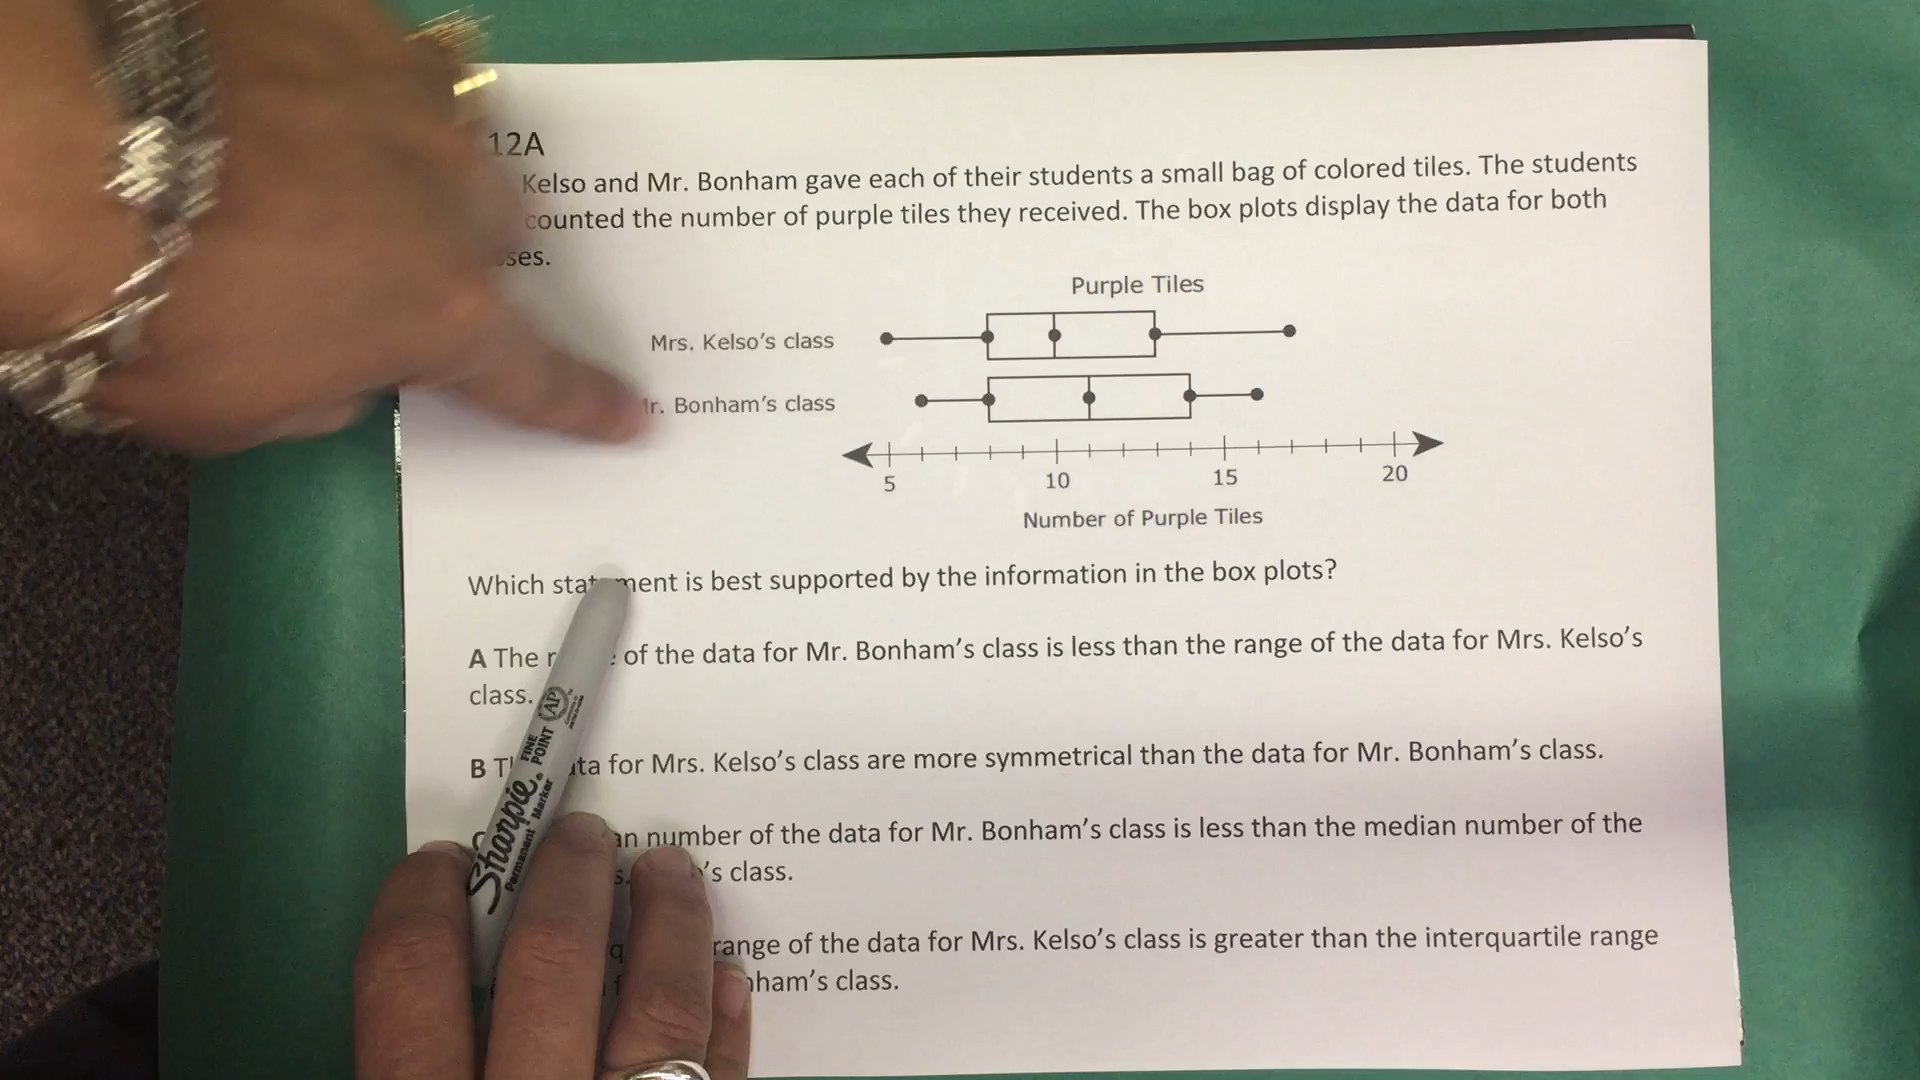 12A
Kelso and Mr. Bonham gave each of their students a small bag of colored tiles. The students
counted the number of purple tiles they received. The box plots display the data for both
ses.
Purple Tiles
Mrs. Kelso's class
Mr. Bonham's class
5 10 15 20
Number of Purple Tiles
Which statement is best supported by the information in the box plots?
A The of the data for Mr. Bonham's class is less than the range of the data for Mrs. Kelso's
class.
B ta for Mrs. Kelso's class are more symmetrical than the data for Mr. Bonham's class.
an number of the data for Mr. Bonham's class is less than the median number of the
's class.
range of the data for Mrs. Kelso's class is greater than the interquartile range
nham's class.
Sharpie
FINE
POINT
Permanent Marker
AP